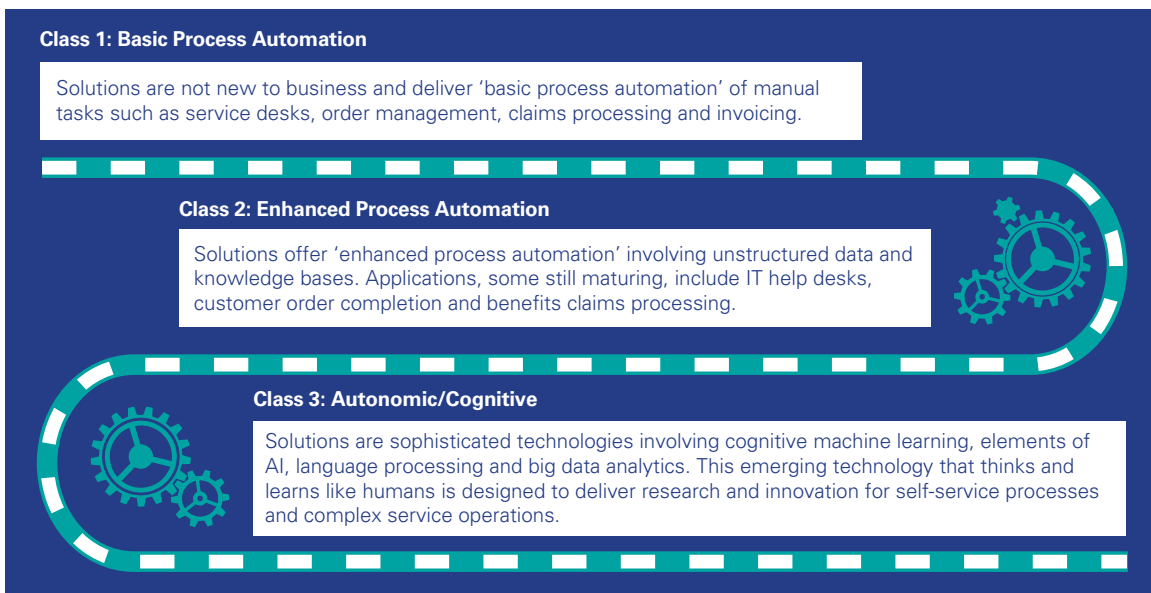 Class 1: Basic Process Automation
Solutions are not new to business and deliver ‘basic process automation’ of manual
tasks such as service desks, order management, claims processing and invoicing.
Class 2: Enhanced Process Automation
Solutions offer ‘enhanced process automation’ involving unstructured data and
knowledge bases. Applications, some still maturing, include IT help desks,
customer order completion and benefits claims processing.
Class 3: Autonomic/Cognitive
Solutions are sophisticated technologies involving cognitive machine learning, elements of
AI, language processing and big data analytics. This emerging technology that thinks and
learns like humans is designed to deliver research and innovation for self-service processes
and complex service operations.